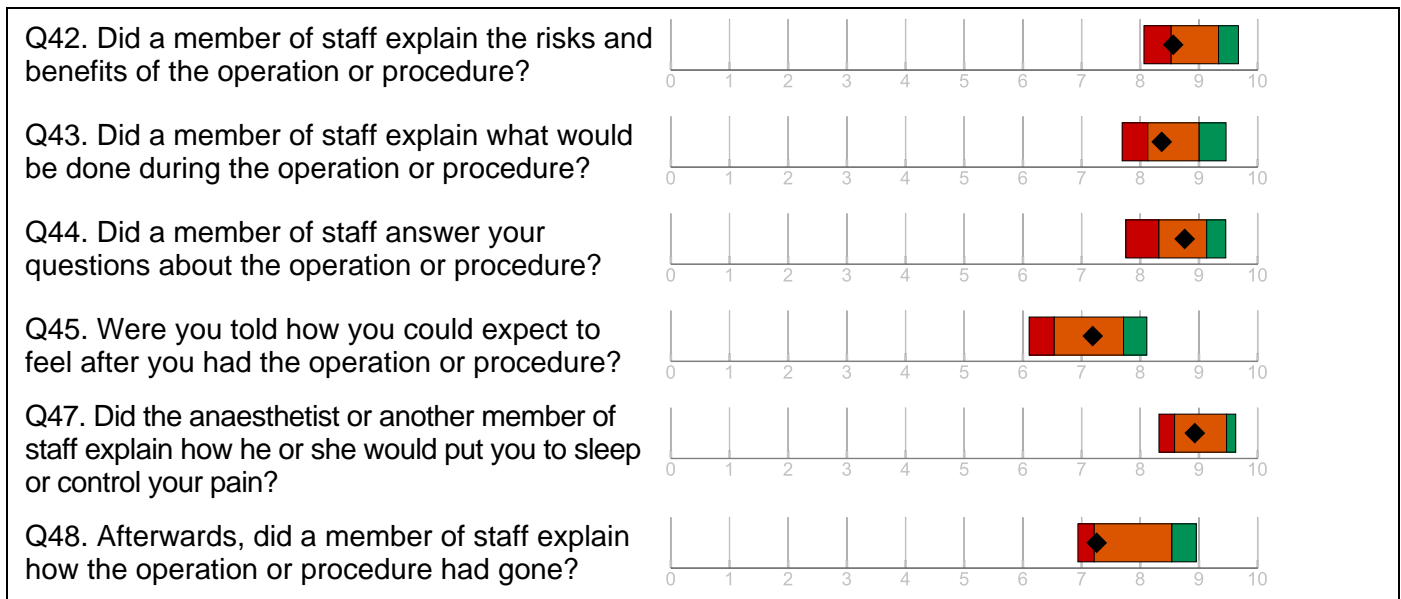 Q42. Did a member of staff explain the risks and
benefits of the operation or procedure?
0 1 2 3 4 5 6 7 8 9 10
Q43. Did a member of staff explain what would
be done during the operation or procedure?
0 1 2 3 4 5 6 7 8 9 10
Q44. Did a member of staff answer your
questions about the operation or procedure?
0 1 2 3 4 5 6 7 8 9 10
Q45. Were you told how you could expect to
feel after you had the operation or procedure?
0 1 2 3 4 5 6 7 8 9 10
Q47. Did the anaesthetist or another member of
staff explain how he or she would put you to sleep
or control your pain?
0 1 2 3 4 5 6 7 8 9 10
Q48. Afterwards, did a member of staff explain
how the operation or procedure had gone?
0 1 2 3 4 5 6 7 8 9 10